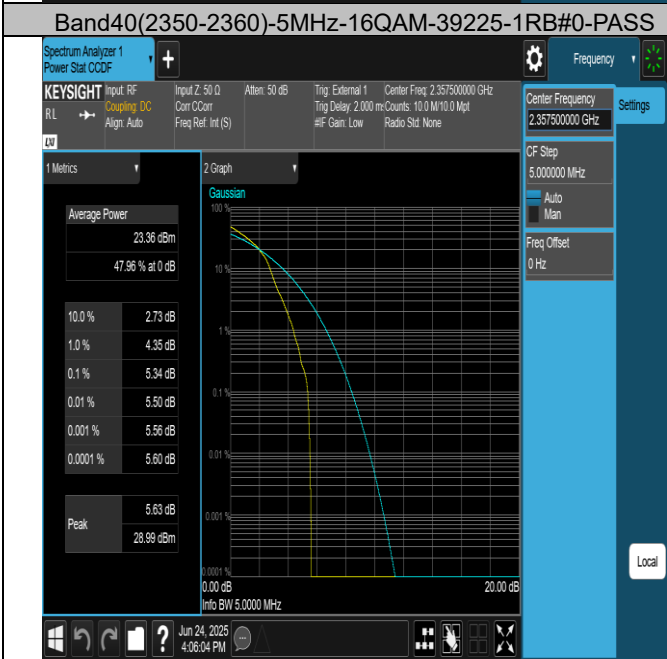 Band40(2350-2360)-5MHz-16QAM-39225-1RB#0-PASS
Spectrum Analyzer 1
Power Stat CCDF
+
Frequency
KEYSIGHT
RL
LXI
Input: RF
Coupling: DC
Align: Auto
Input Z: 50 Ω
Corr CCorr
Freq Ref: Int (S)
Atten: 50 dB
Trig: External 1
Trig Delay: 2.000 ms
#IF Gain: Low
Center Freq: 2.357500000 GHz
Counts: 10.0 M/10.0 Mpt
Radio Std: None
Center Frequency
2.357500000 GHz
Settings
CF Step
5.000000 MHz
Auto
Man
Freq Offset
0 Hz
1 Metrics
Average Power
23.36 dBm
47.96 % at 0 dB
10.0 % 2.73 dB
1.0 % 4.35 dB
0.1 % 5.34 dB
0.01 % 5.50 dB
0.001 % 5.56 dB
0.0001 % 5.60 dB
Peak
5.63 dB
28.99 dBm
2 Graph
Gaussian
100 %
10 %
1 %
0.1 %
0.01 %
0.001 %
0.0001 %
0.00 dB 20.00 dB
Info BW 5.0000 MHz
Local
?
Jun 24, 2025
4:06:04 PM